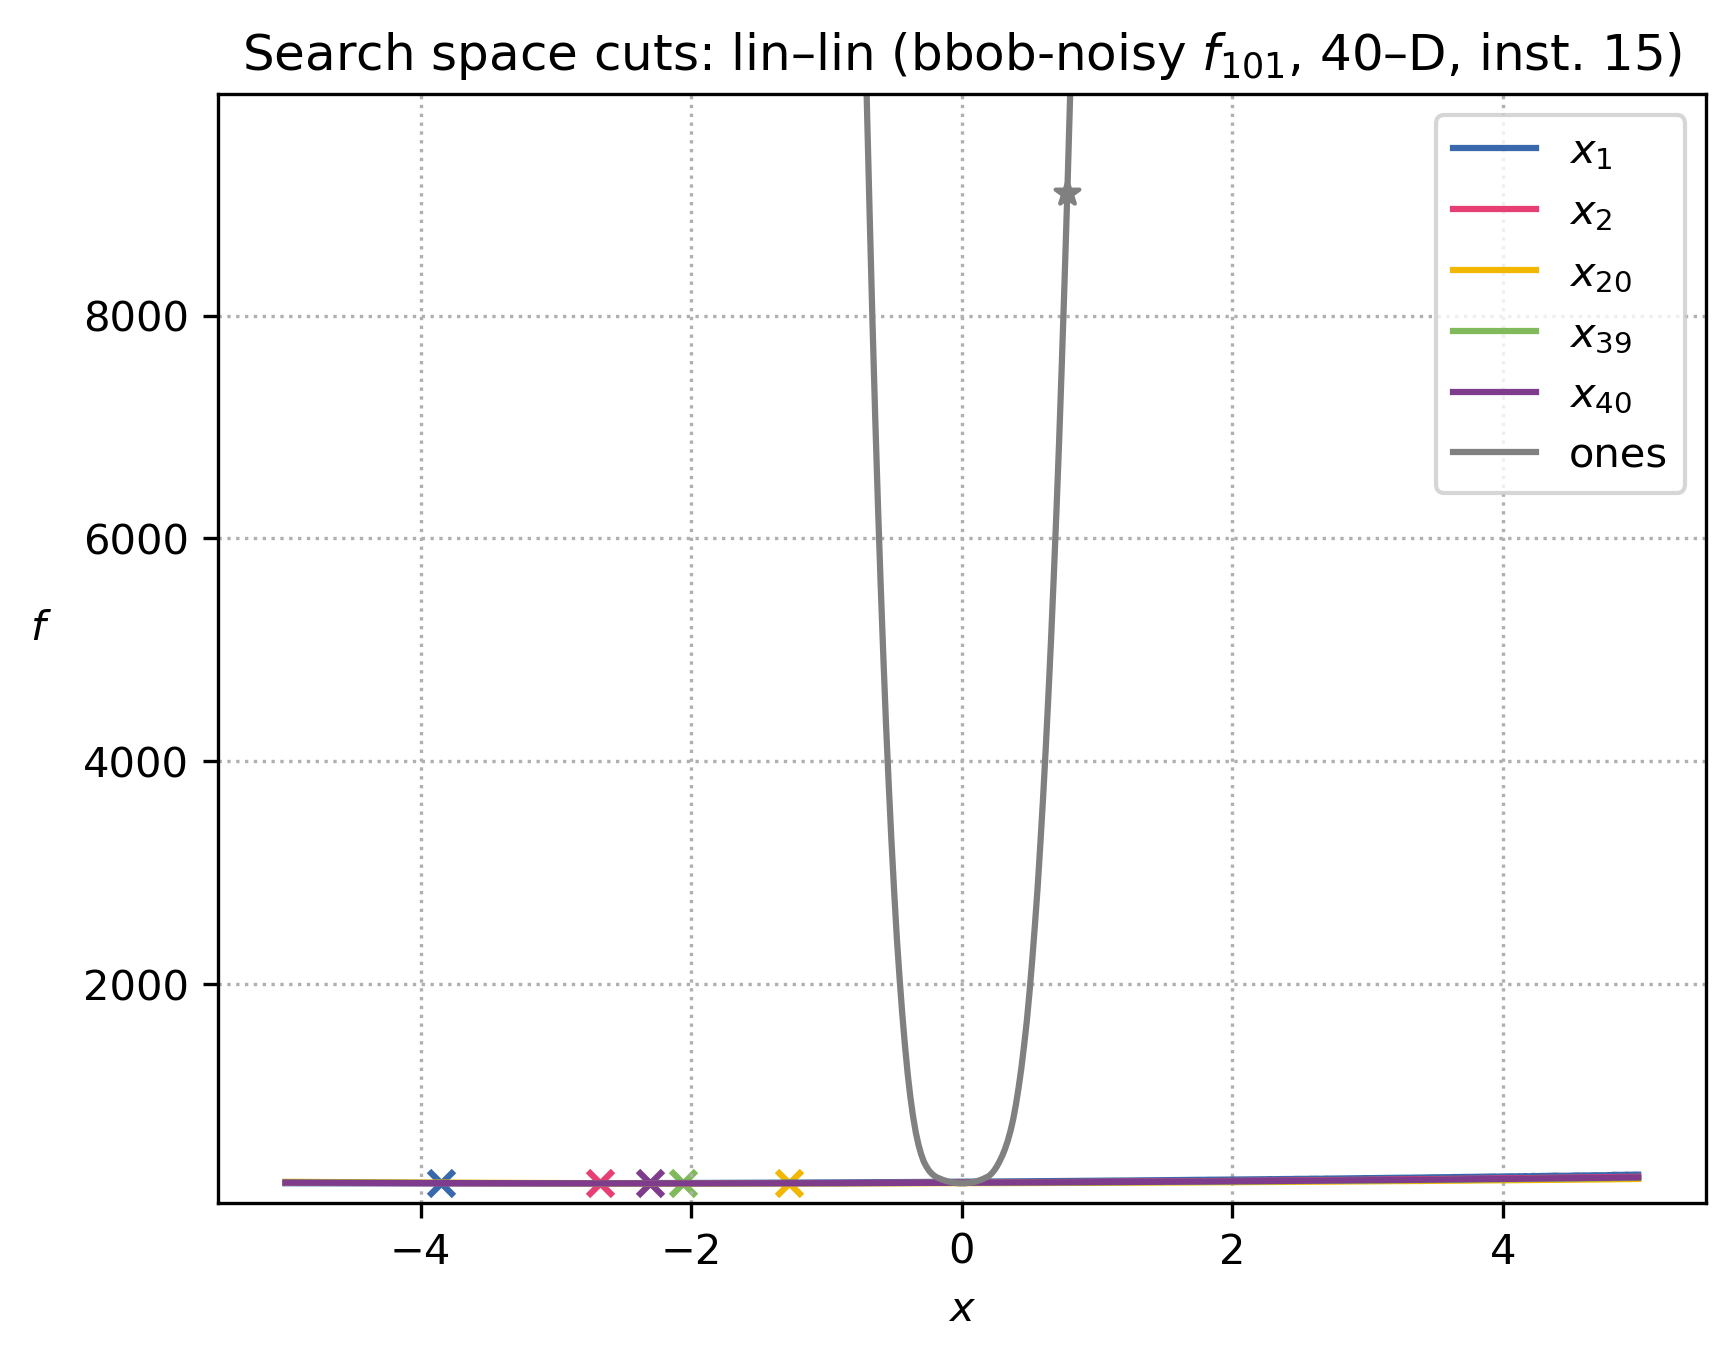 Search space cuts: lin–lin (bbob-noisy f₁₀₁, 40–D, inst. 15)
x₁
x₂
x₂₀
x₃₉
x₄₀
ones
8000
6000
4000
2000
f
−4
−2
0
2
4
x